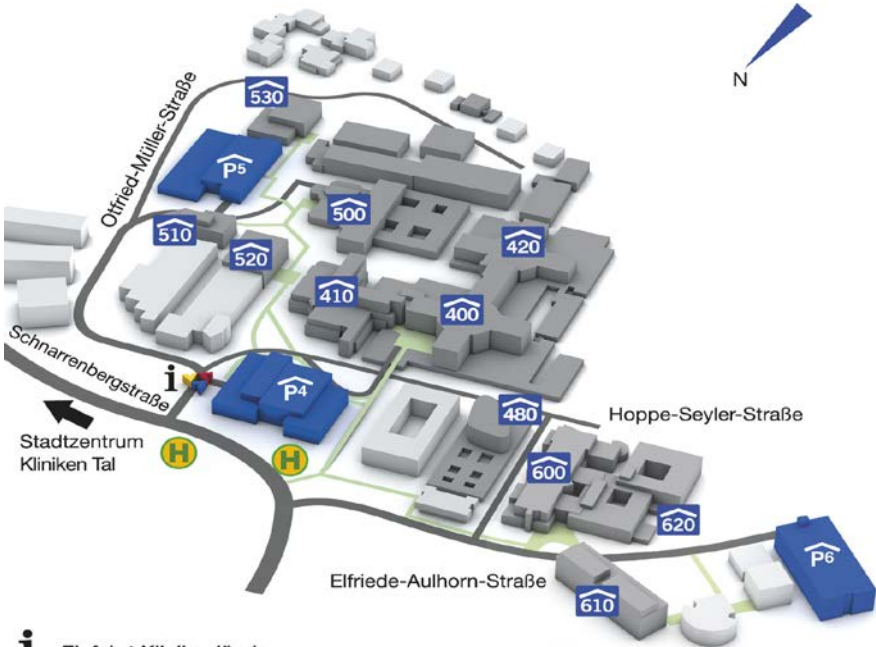 N
530
Otfried-Müller-Straße
P5
500
510
420
520
410
400
Schnarrenbergstraße
i
P4
480
Hoppe-Seyler-Straße
Stadtzentrum
Kliniken Tal
H
H
600
620
P6
Elfriede-Aulhorn-Straße
610
i